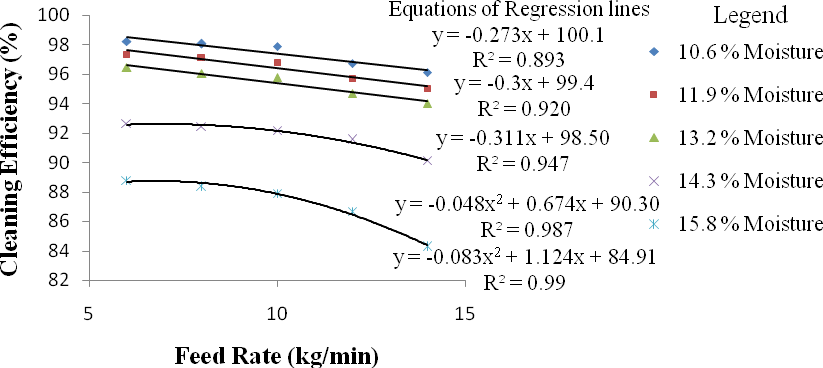 Equations of Regression lines
y = -0.273x + 100.1
R² = 0.893
y = -0.3x + 99.4
R² = 0.920
y = -0.311x + 98.50
R² = 0.947
y = -0.048x² + 0.674x + 90.30
R² = 0.987
y = -0.083x² + 1.124x + 84.91
R² = 0.99
Legend
10.6 % Moisture
11.9 % Moisture
13.2 % Moisture
14.3 % Moisture
15.8 % Moisture
Cleaning Efficiency (%)
100
98
96
94
92
90
88
86
84
82
5
10
15
Feed Rate (kg/min)